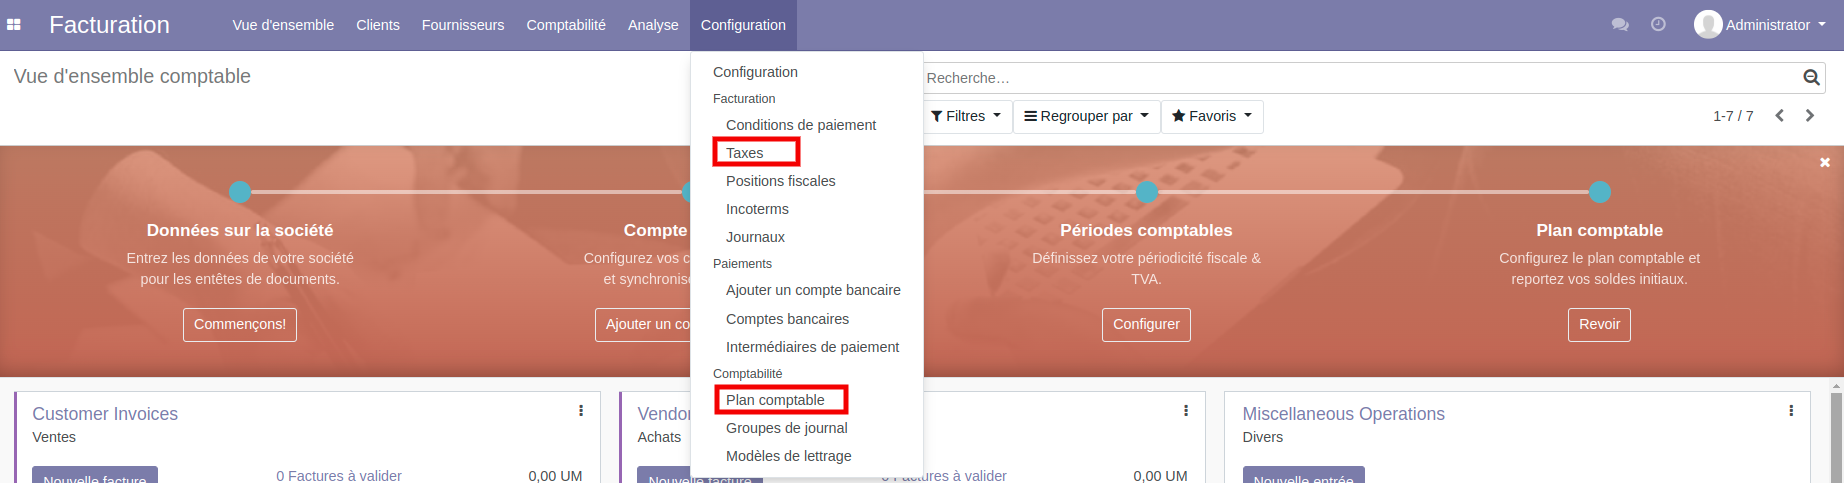 Facturation
Vue d'ensemble Clients Fournisseurs Comptabilité Analyse Configuration
Administrator
Vue d'ensemble comptable
Recherche…
Filtres Regrouper par Favoris
1-7 / 7
Configuration
Facturation
Conditions de paiement
Taxes
Positions fiscales
Incoterms
Journaux
Paiements
Ajouter un compte bancaire
Comptes bancaires
Intermédiaires de paiement
Comptabilité
Plan comptable
Groupes de journal
Modèles de lettrage
Données sur la société
Entrez les données de votre société
pour les entêtes de documents.
Commençons!
Compte
Configurez vos c
et synchronis
Ajouter un co
Périodes comptables
Définissez votre périodicité fiscale &
TVA.
Configurer
Plan comptable
Configurez le plan comptable et
reportez vos soldes initiaux.
Revoir
Customer Invoices
Ventes
Nouvelle facture
0 Factures à valider
0,00 UM
Vendo
Achats
Nouvelle facture
0 Factures à valider
0,00 UM
Miscellaneous Operations
Divers
Nouvelle entrée